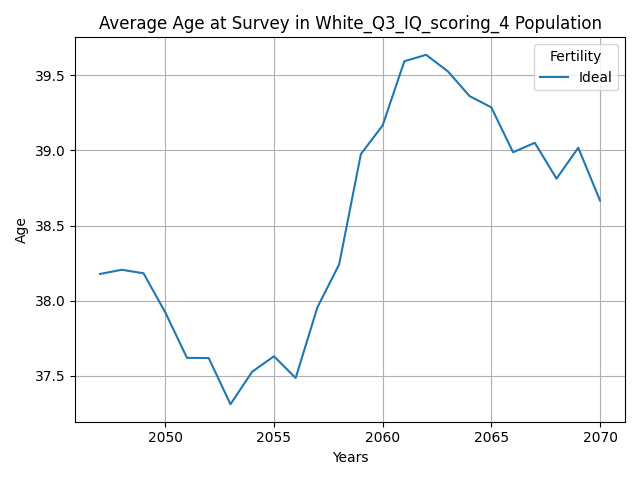 Average Age at Survey in White_Q3_IQ_scoring_4 Population
Fertility
Ideal
39.5
39.0
38.5
38.0
37.5
Age
2050 2055 2060 2065 2070
Years